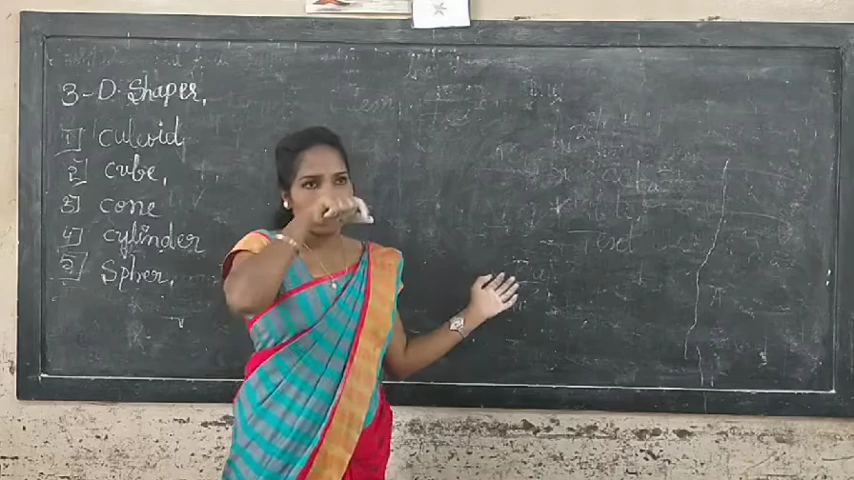 3-D. Shapes,
1] Cuboid,
2] Cube,
3] Cone
4] Cylinder
5] Spher,